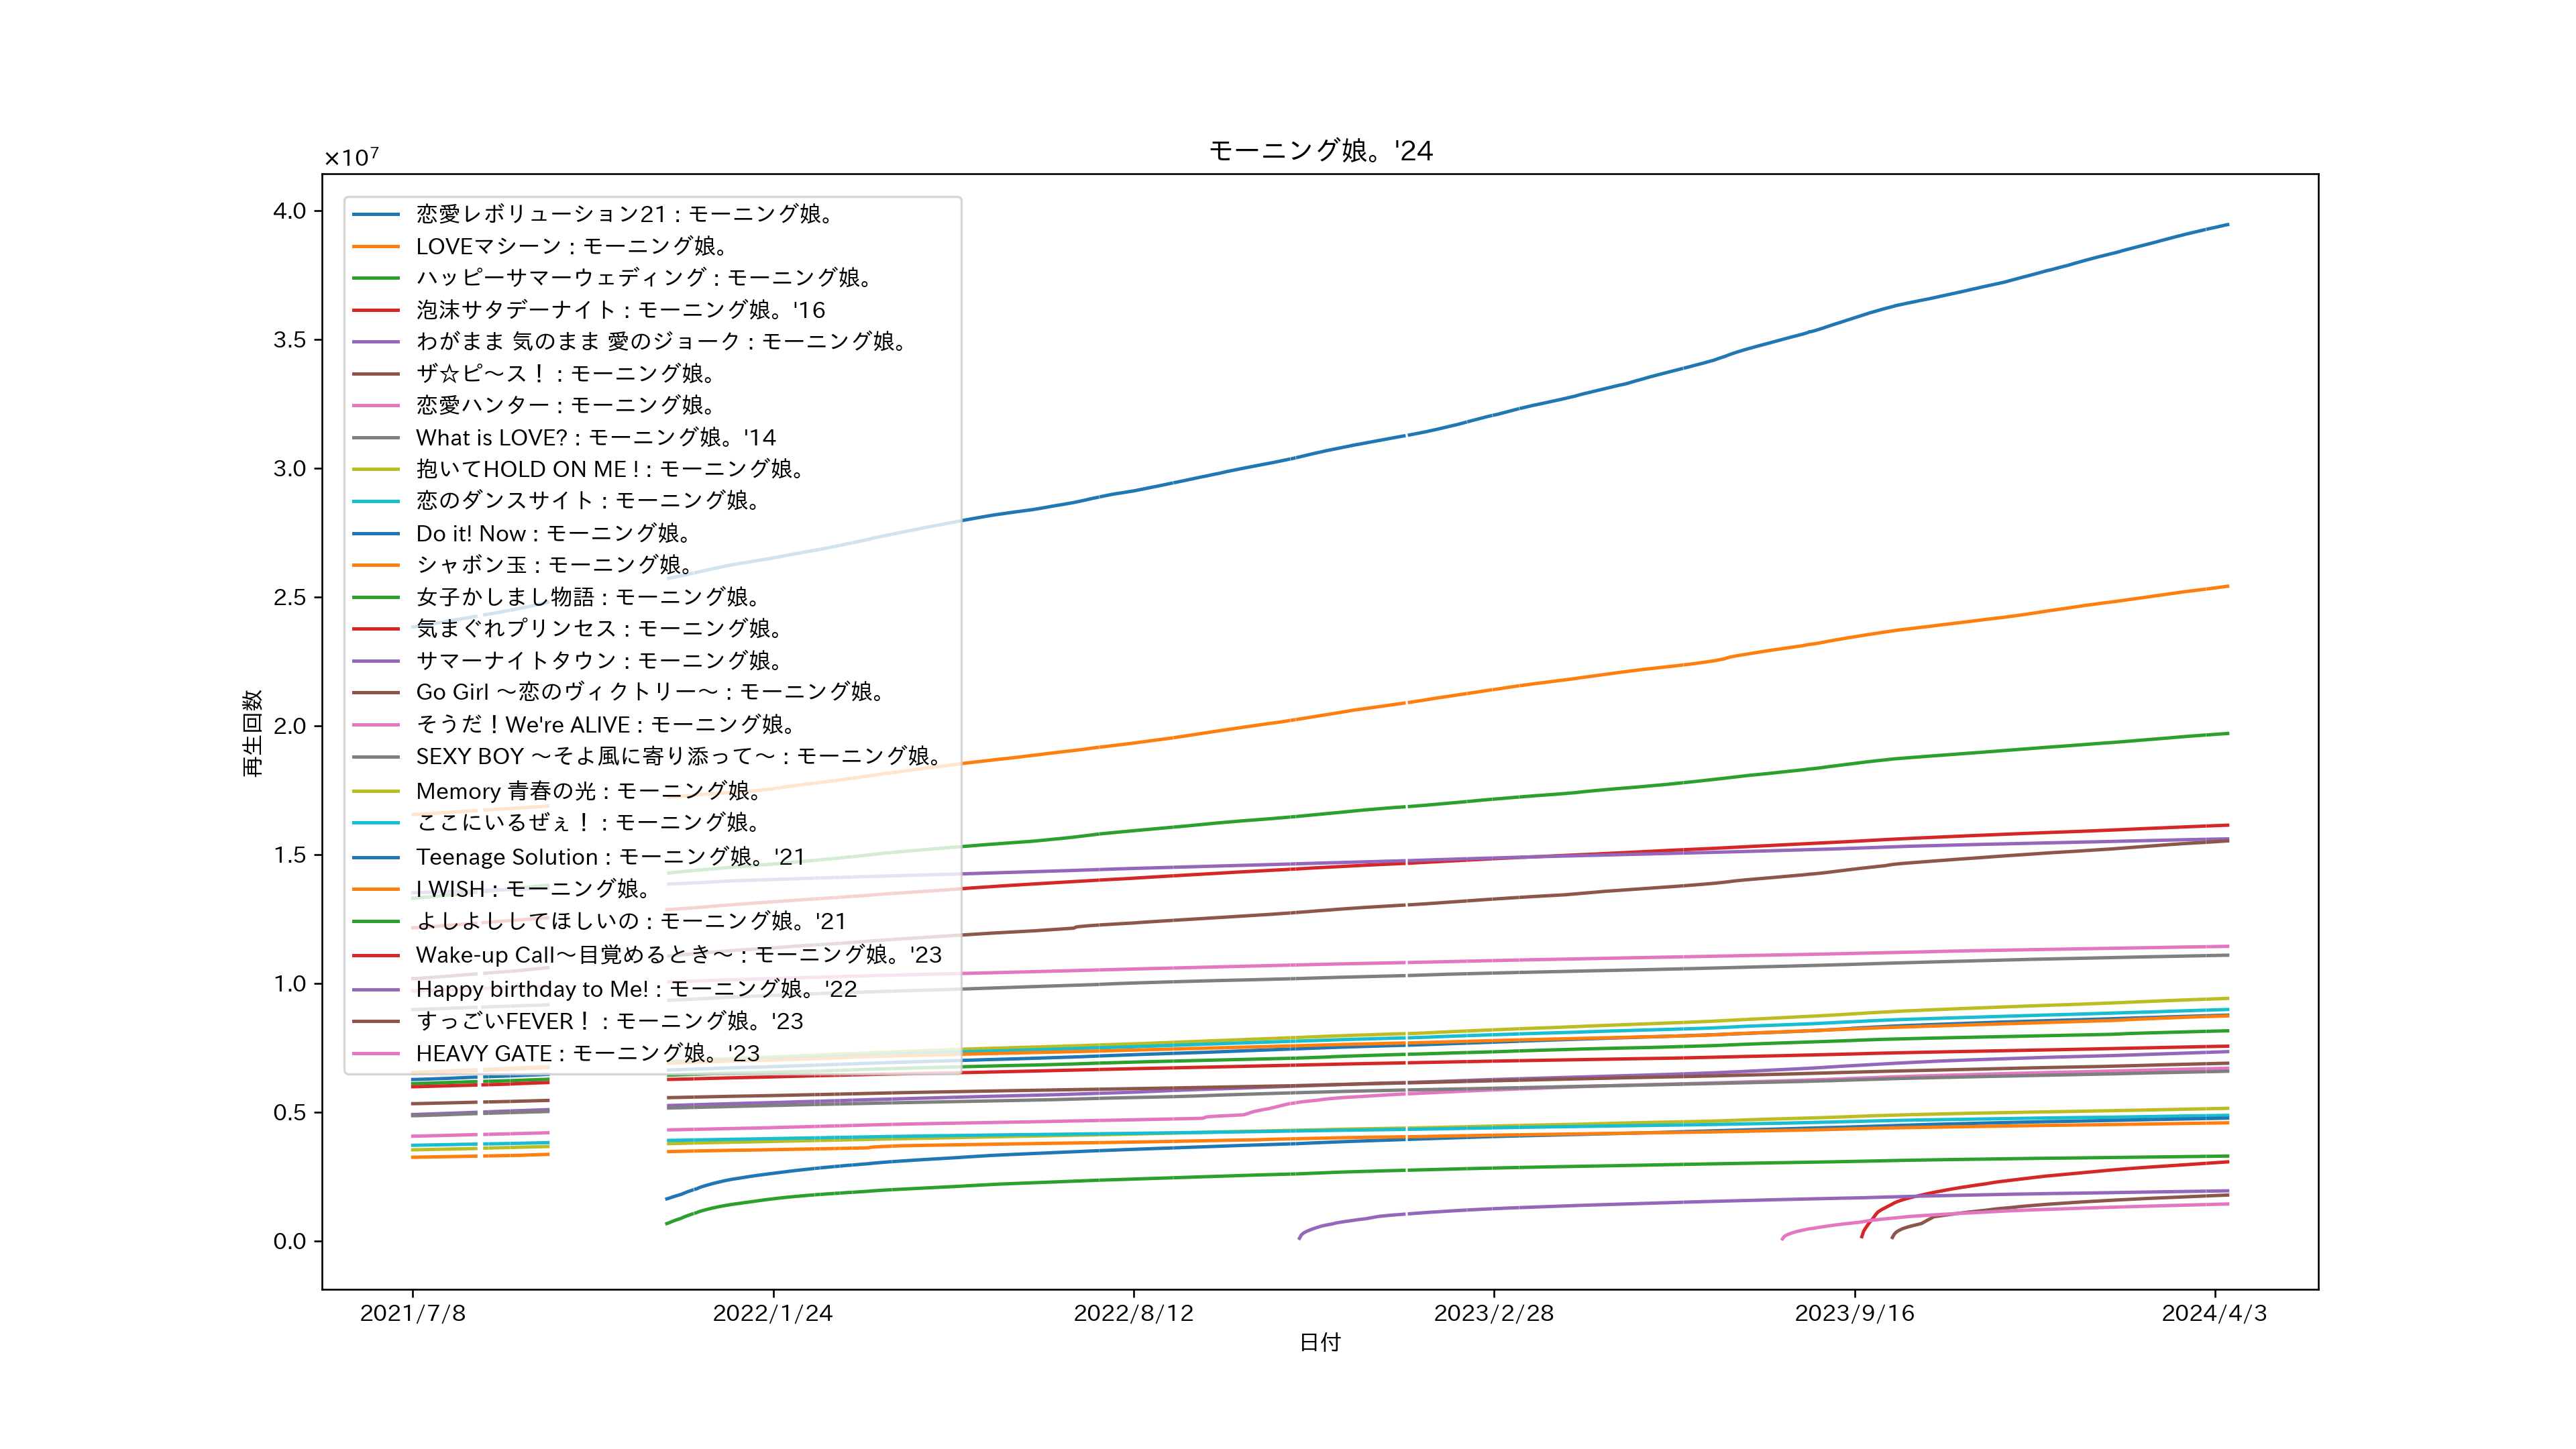 モーニング娘。'24
×10⁷
4.0
3.5
3.0
2.5
2.0
1.5
1.0
0.5
0.0
再生回数
恋愛レボリューション21 : モーニング娘。
LOVEマシーン : モーニング娘。
ハッピーサマーウェディング : モーニング娘。
泡沫サタデーナイト : モーニング娘。'16
わがまま 気のまま 愛のジョーク : モーニング娘。
ザ☆ピ〜ス！ : モーニング娘。
恋愛ハンター : モーニング娘。
What is LOVE? : モーニング娘。'14
抱いてHOLD ON ME ! : モーニング娘。
恋のダンスサイト : モーニング娘。
Do it! Now : モーニング娘。
シャボン玉 : モーニング娘。
女子かしまし物語 : モーニング娘。
気まぐれプリンセス : モーニング娘。
サマーナイトタウン : モーニング娘。
Go Girl 〜恋のヴィクトリー〜 : モーニング娘。
そうだ！We're ALIVE : モーニング娘。
SEXY BOY 〜そよ風に寄り添って〜 : モーニング娘。
Memory 青春の光 : モーニング娘。
ここにいるぜぇ！ : モーニング娘。
Teenage Solution : モーニング娘。'21
I WISH : モーニング娘。
よしよししてほしいの : モーニング娘。'21
Wake-up Call〜目覚めるとき〜 : モーニング娘。'23
Happy birthday to Me! : モーニング娘。'22
すっごいFEVER！ : モーニング娘。'23
HEAVY GATE : モーニング娘。'23
2021/7/8
2022/1/24
2022/8/12
2023/2/28
2023/9/16
2024/4/3
日付